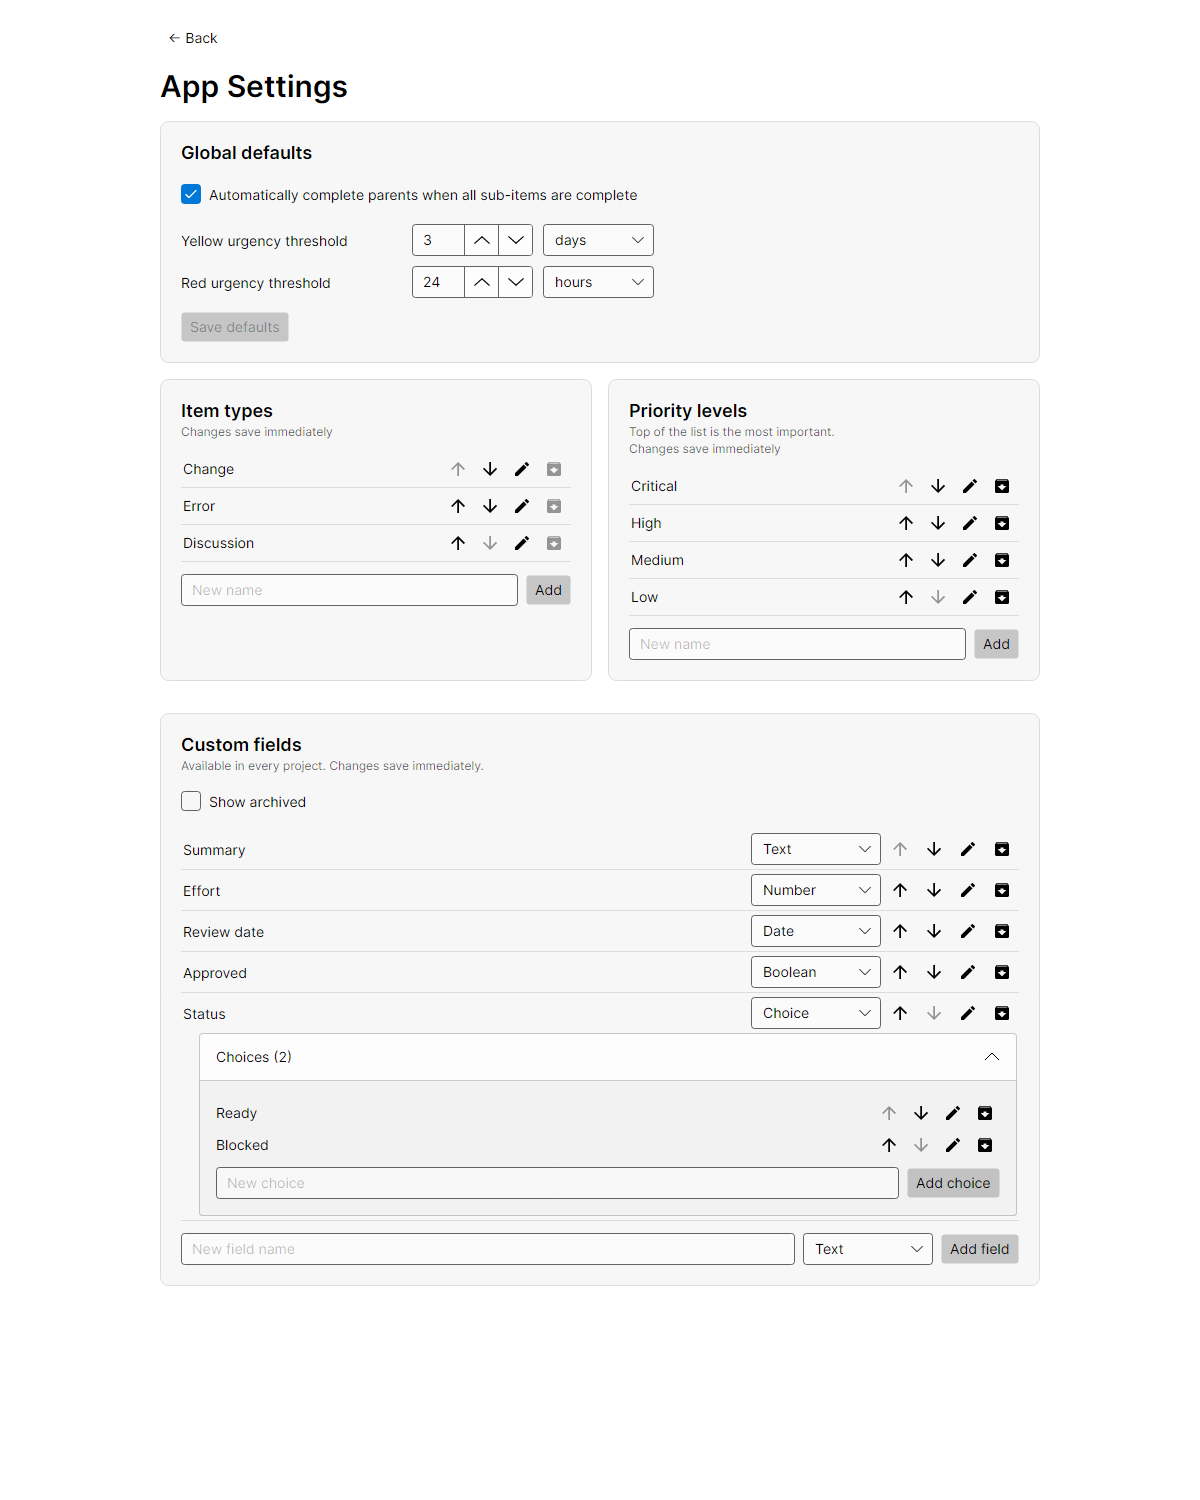 ← Back
App Settings
Global defaults
Automatically complete parents when all sub-items are complete
Yellow urgency threshold 3 days
Red urgency threshold 24 hours
Save defaults
Item types
Changes save immediately
Change
Error
Discussion
New name Add
Priority levels
Top of the list is the most important.
Changes save immediately
Critical
High
Medium
Low
New name Add
Custom fields
Available in every project. Changes save immediately.
Show archived
Summary Text
Effort Number
Review date Date
Approved Boolean
Status Choice
Choices (2)
Ready
Blocked
New choice Add choice
New field name Text Add field